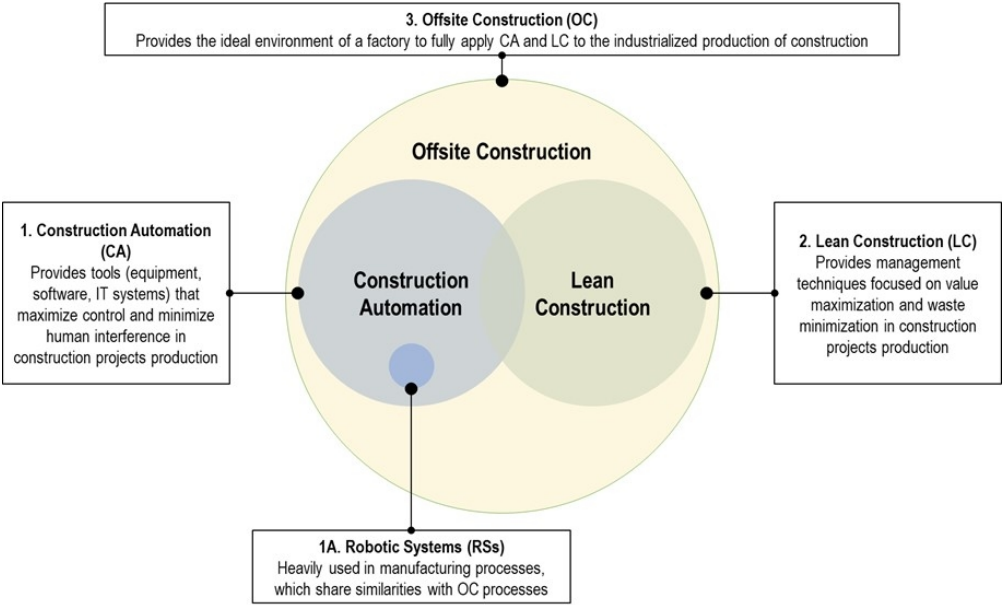 3. Offsite Construction (OC)
Provides the ideal environment of a factory to fully apply CA and LC to the industrialized production of construction
Offsite Construction
1. Construction Automation
(CA)
Provides tools (equipment,
software, IT systems) that
maximize control and minimize
human interference in
construction projects production
Construction
Automation
Lean
Construction
2. Lean Construction (LC)
Provides management
techniques focused on value
maximization and waste
minimization in construction
projects production
1A. Robotic Systems (RSs)
Heavily used in manufacturing processes,
which share similarities with OC processes